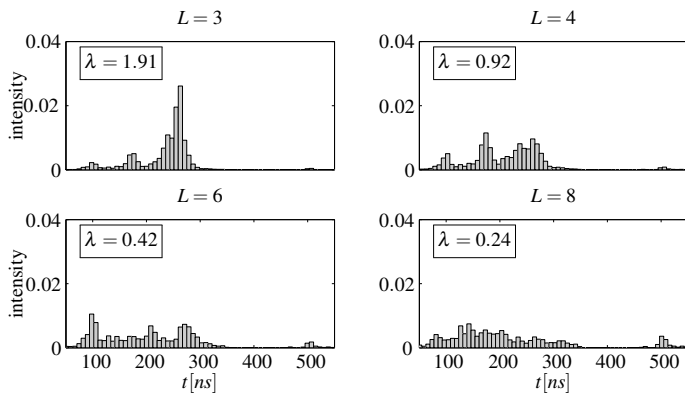 L = 3
L = 4
0.04
0.02
0
intensity
λ = 1.91
0.04
0.02
0
λ = 0.92
L = 6
L = 8
0.04
0.02
0
intensity
λ = 0.42
100 200 300 400 500
t[ns]
0.04
0.02
0
λ = 0.24
100 200 300 400 500
t[ns]